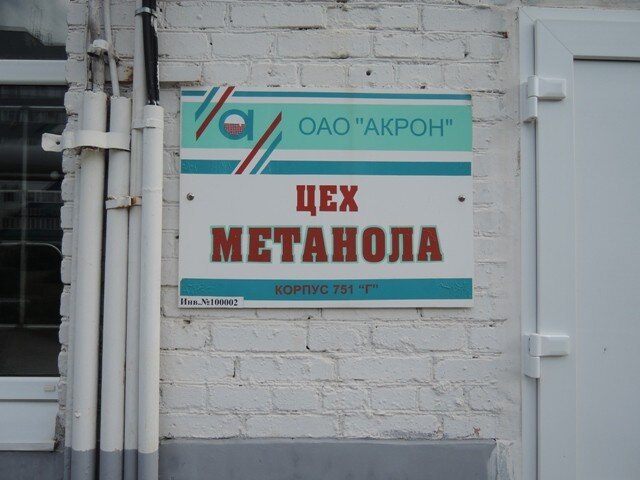 а ОАО "АКРОН"
ЦЕХ
МЕТАНОЛА
КОРПУС 751 "Г"
Инв.№100002